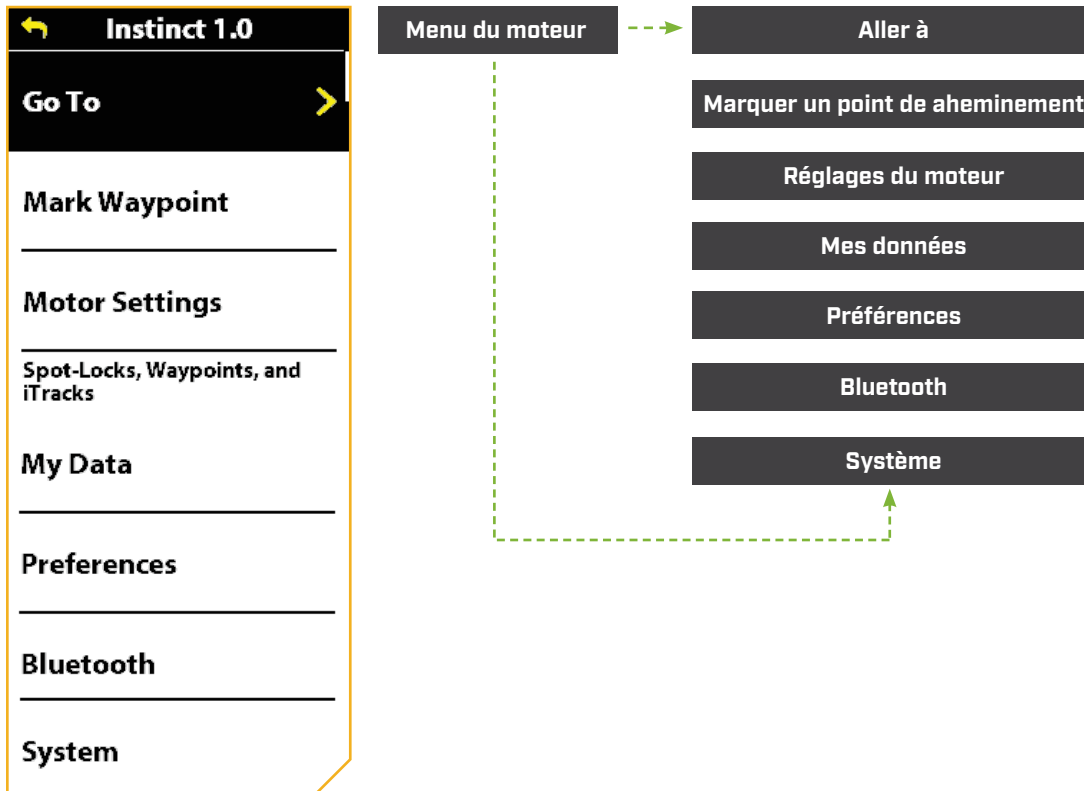 Instinct 1.0
Go To
Mark Waypoint
Motor Settings
Spot-Locks, Waypoints, and
iTracks
My Data
Preferences
Bluetooth
System
Menu du moteur
Aller à
Marquer un point de aheminement
Réglages du moteur
Mes données
Préférences
Bluetooth
Système